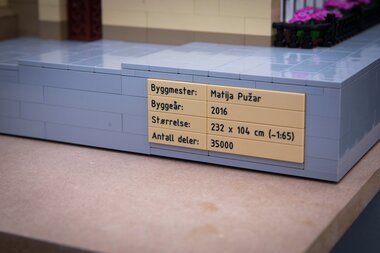 Byggmester: Matija Pužar
Byggeår: 2016
Størrelse: 232 x 104 cm (~1:65)
Antall deler: 35000